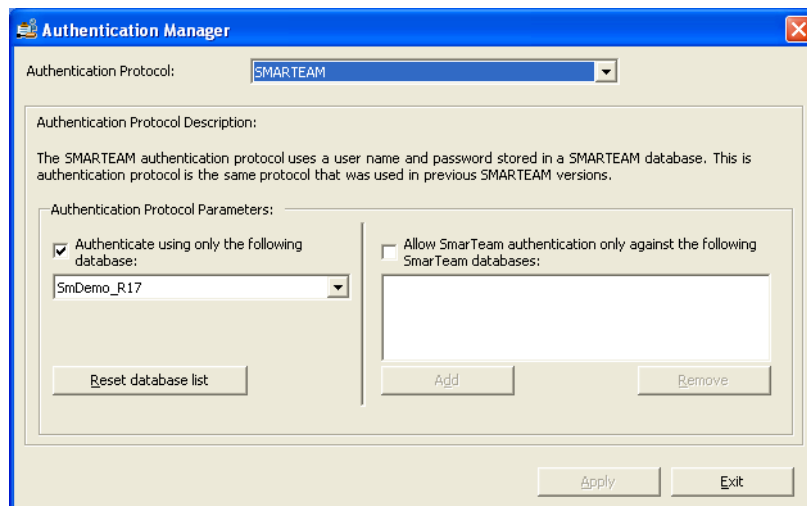 Authentication Manager
Authentication Protocol:
SMARTEAM
Authentication Protocol Description:
The SMARTEAM authentication protocol uses a user name and password stored in a SMARTEAM database. This is
authentication protocol is the same protocol that was used in previous SMARTEAM versions.
Authentication Protocol Parameters:
Authenticate using only the following
database:
SmDemo_R17
Reset database list
Allow SmarTeam authentication only against the following
SmarTeam databases:
Add
Remove
Apply
Exit